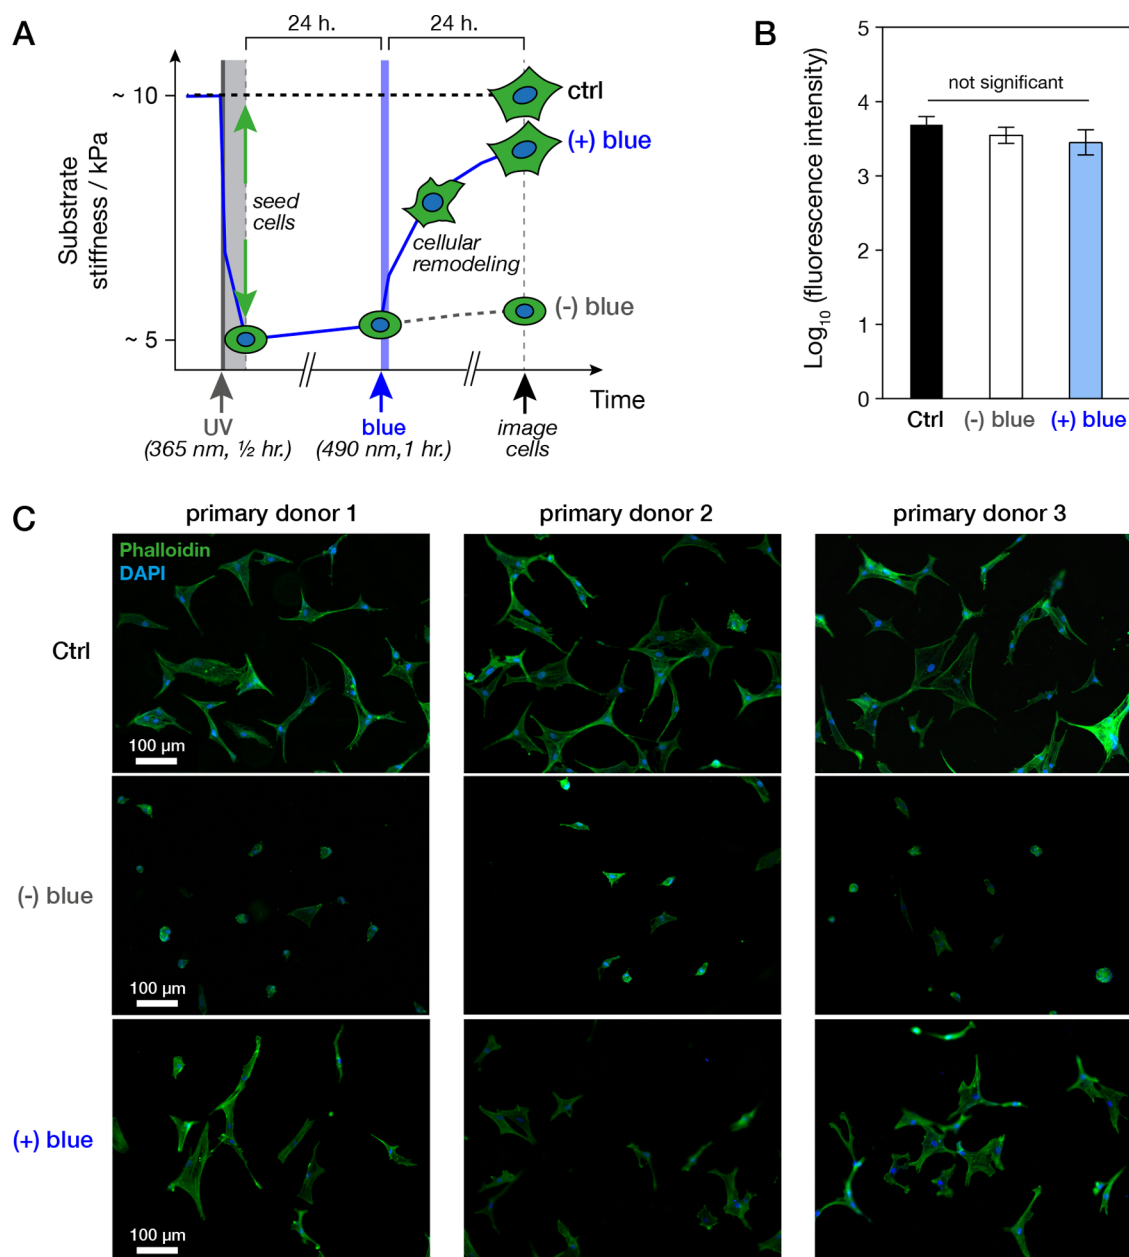 A
24 h.
24 h.
Substrate
stiffness / kPa
~ 10
~ 5
seed
cells
cellular
remodeling
ctrl
(+) blue
(-) blue
Time
UV
(365 nm, ½ hr.)
blue
(490 nm,1 hr.)
image
cells
B
Log10 (fluorescence intensity)
5
4
3
2
1
0
not significant
Ctrl
(-) blue
(+) blue
C
primary donor 1
primary donor 2
primary donor 3
Phalloidin
DAPI
Ctrl
100 µm
(-) blue
100 µm
(+) blue
100 µm